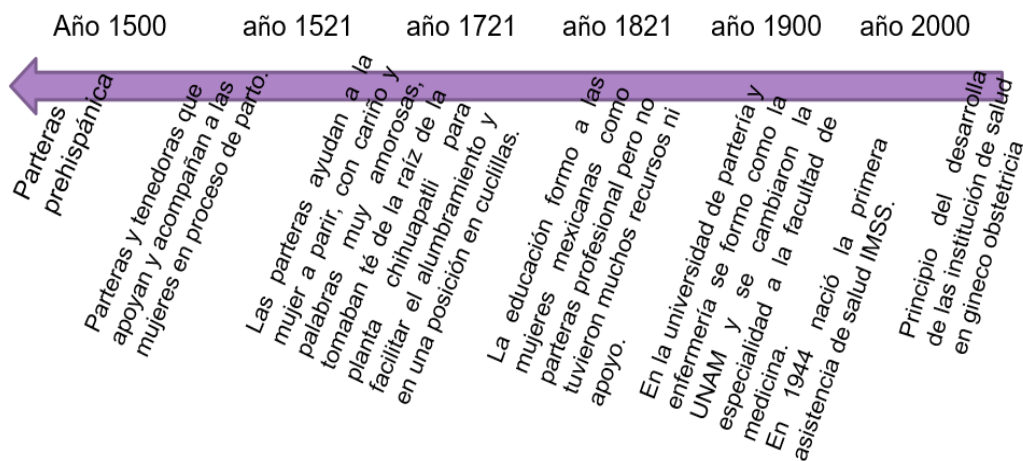 Año 1500
año 1521
año 1721
año 1821
año 1900
año 2000
Parteras
prehispánica
Parteras y tenedoras que
apoyan y acompañan a las
mujeres en proceso de parto.
Las parteras ayudan a la
mujer a parir, con cariño y
palabras muy amorosas,
tomaban té de la raíz de la
planta chihuapatli para
facilitar el alumbramiento y
en una posición en cuclillas.
La educación formo a las
mujeres mexicanas como
parteras profesional pero no
tuvieron muchos recursos ni
apoyo.
En la universidad de partería y
enfermería se formo como la
UNAM y se cambiaron la
especialidad a la facultad de
medicina.
En 1944 nació la primera
asistencia de salud IMSS.
Principio del desarrolla
de las institución de salud
en gineco obstetricia